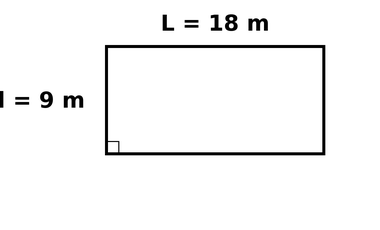 L = 18 m
= 9 m